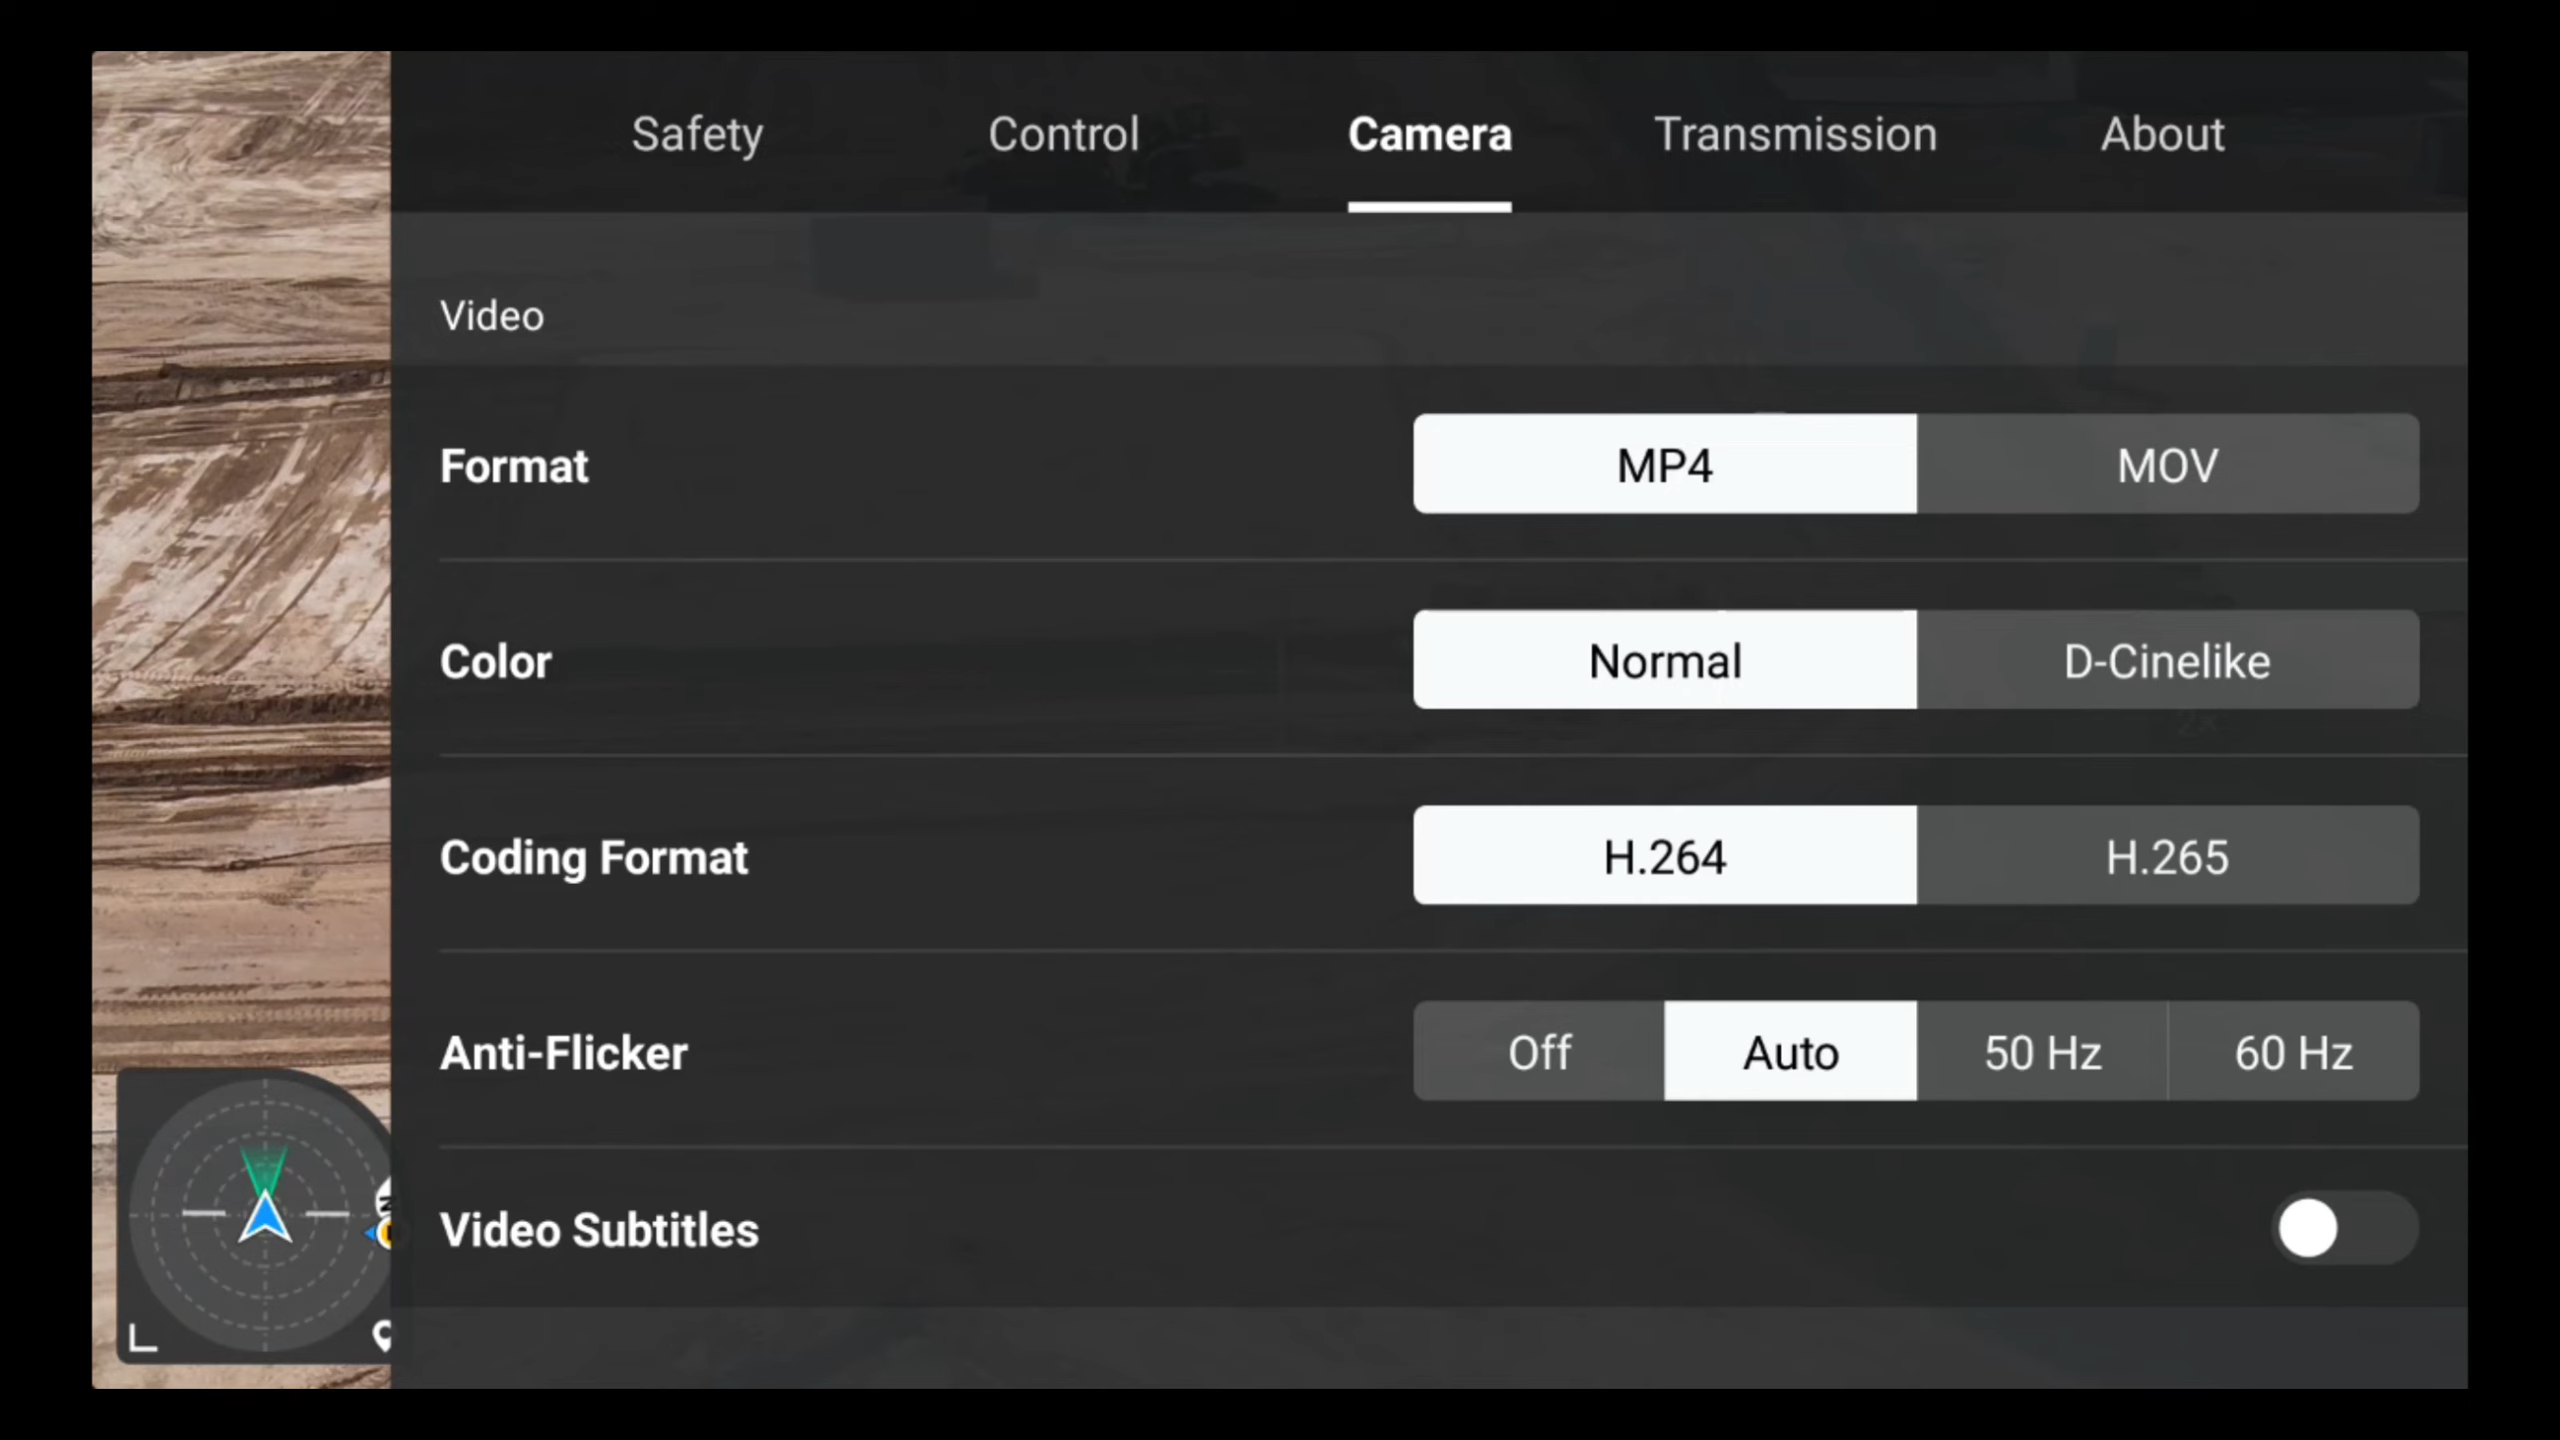 Safety Control Camera Transmission About
Video
Format MP4 MOV
Color Normal D-Cinelike
2×
Coding Format H.264 H.265
Anti-Flicker Off Auto 50 Hz 60 Hz
Video Subtitles